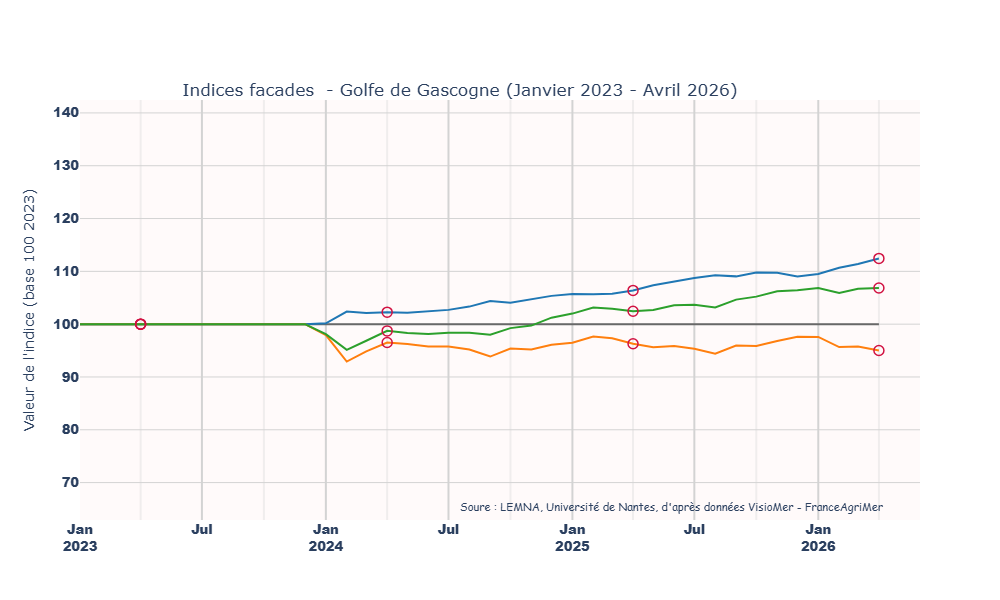 Indices facades  - Golfe de Gascogne (Janvier 2023 - Avril 2026)
Valeur de l'indice (base 100 2023)
140
130
120
110
100
90
80
70
Soure : LEMNA, Université de Nantes, d'après données VisioMer - FranceAgriMer
Jan Jul Jan Jul Jan Jul Jan
2023 2024 2025 2026